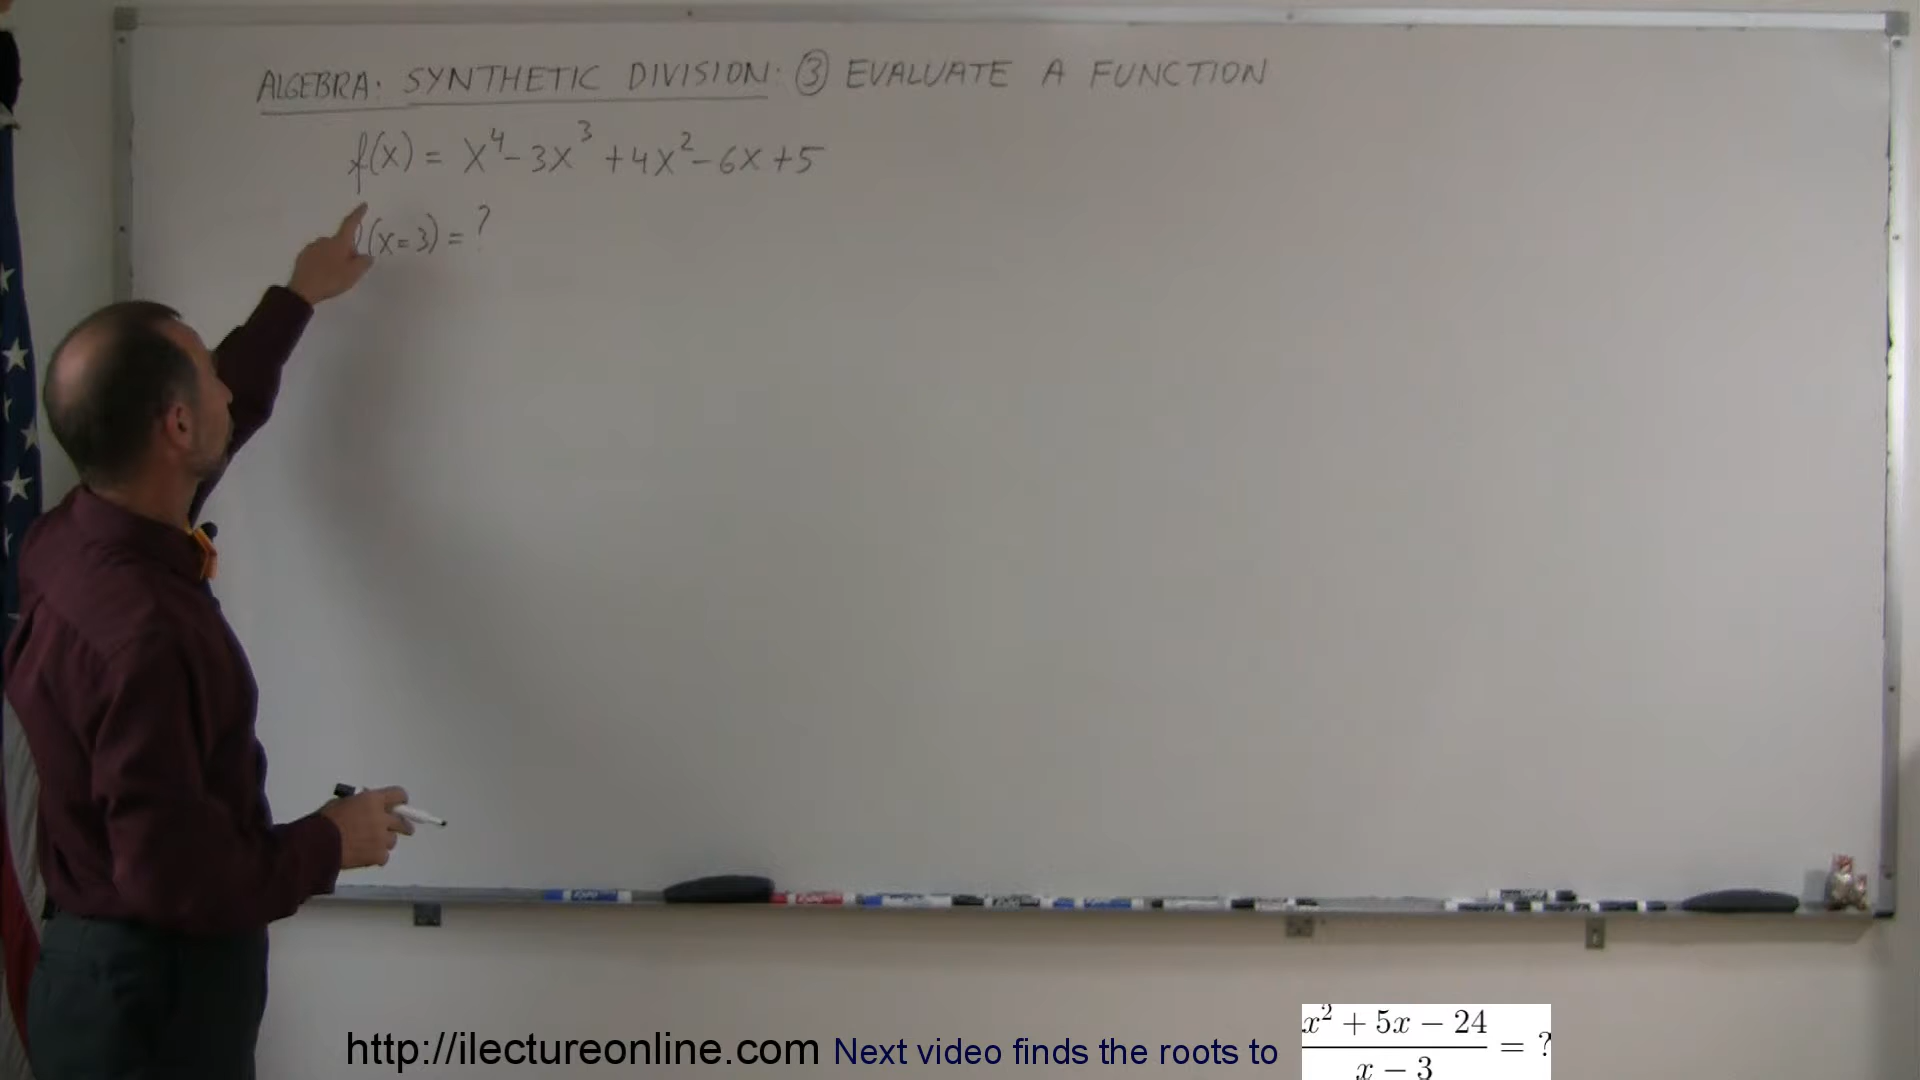 ALGEBRA: SYNTHETIC DIVISION: ③ EVALUATE A FUNCTION
f(x) = x⁴ - 3x³ + 4x² - 6x + 5
f(x=3) = ?
http://ilectureonline.com Next video finds the roots to
x² + 5x − 24
x − 3
= ?